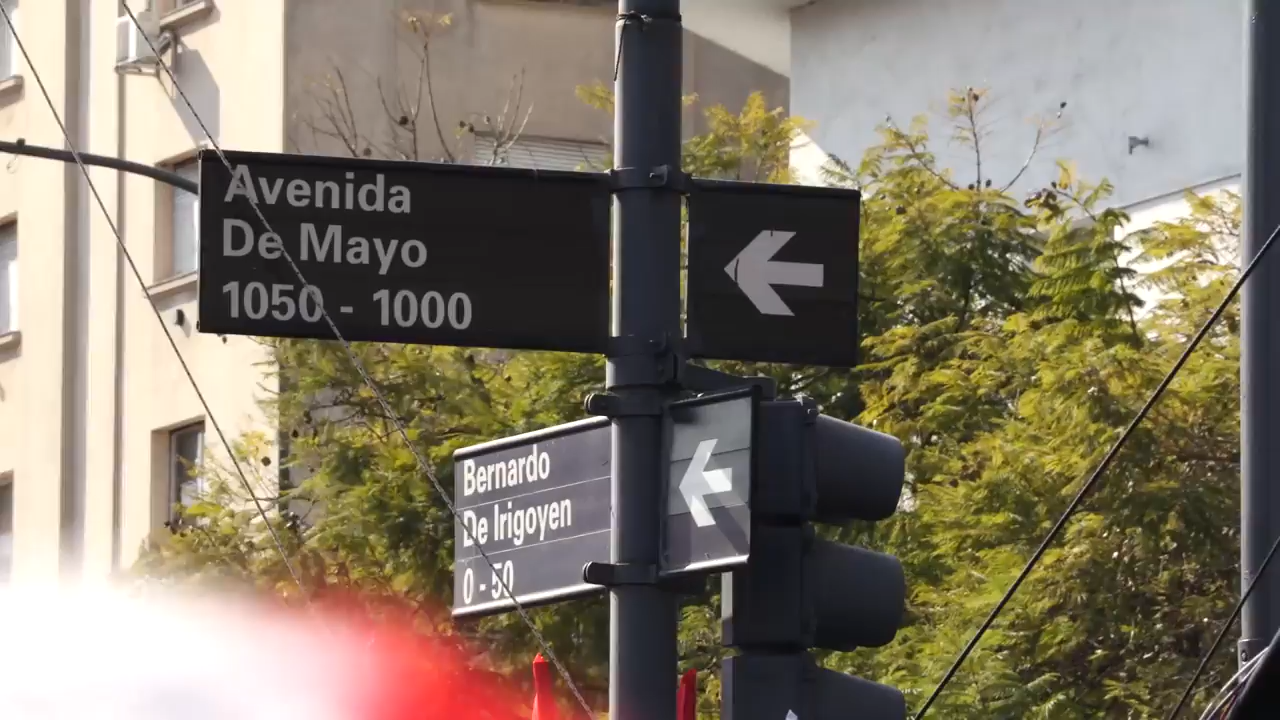 Avenida
De Mayo
1050 - 1000
Bernardo
De Irigoyen
0 - 50